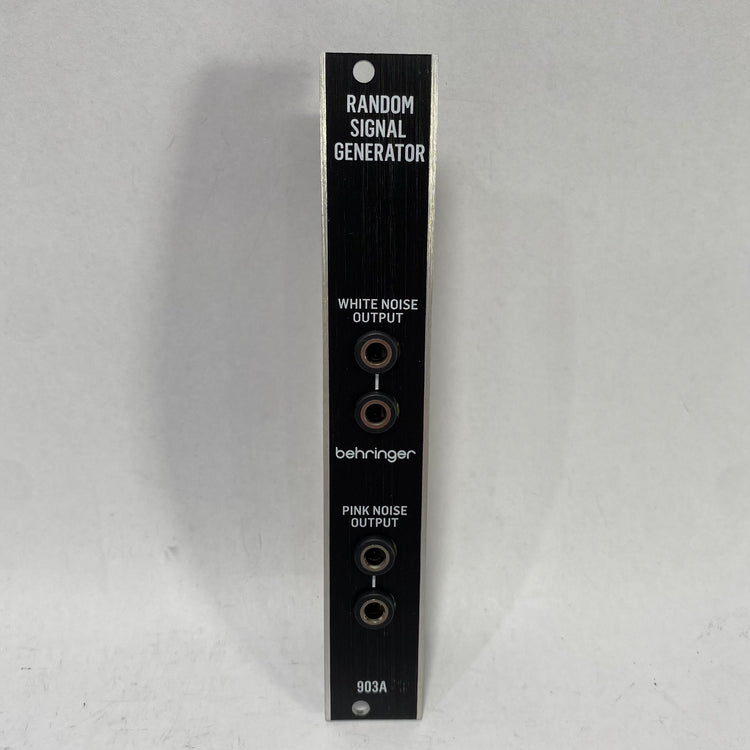 RANDOM
SIGNAL
GENERATOR
WHITE NOISE
OUTPUT
behringer
PINK NOISE
OUTPUT
903A